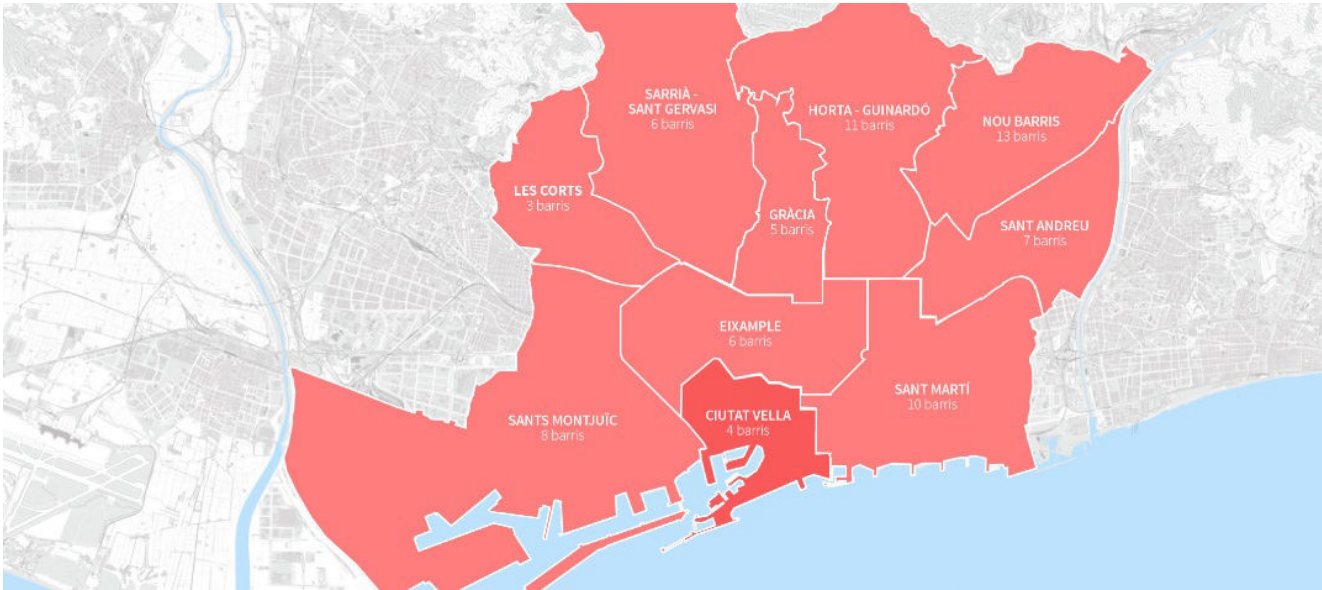 SARRIÀ -
SANT GERVASI
6 barris
HORTA - GUINARDÓ
11 barris
NOU BARRIS
13 barris
LES CORTS
3 barris
GRÀCIA
5 barris
SANT ANDREU
7 barris
EIXAMPLE
6 barris
SANT MARTÍ
10 barris
SANTS MONTJUÏC
8 barris
CIUTAT VELLA
4 barris